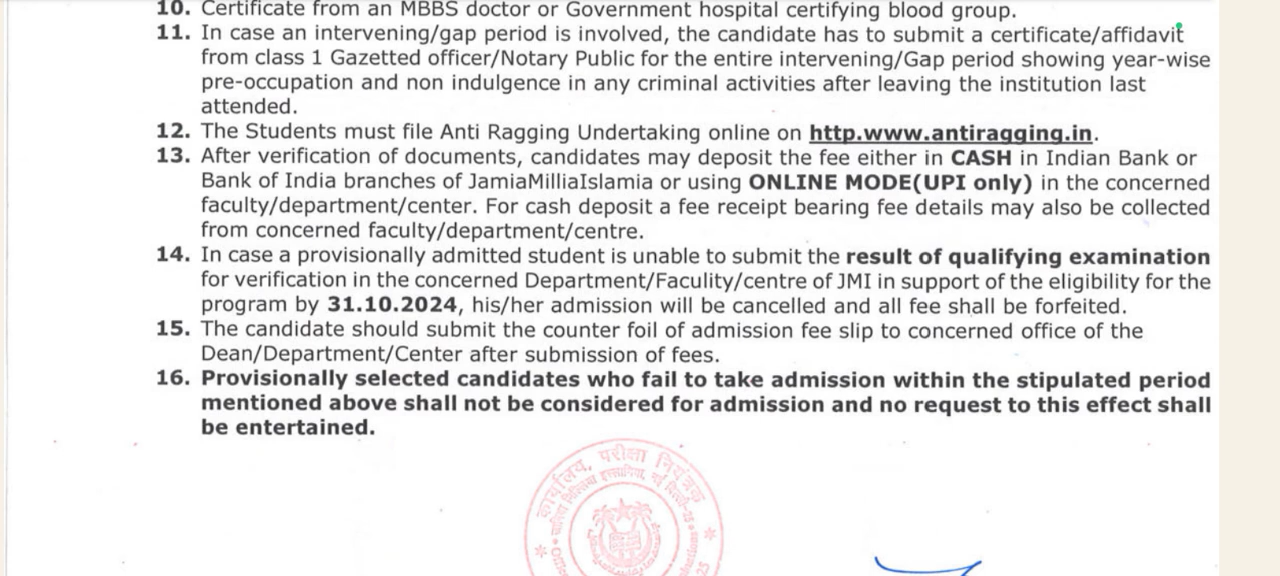 10. Certificate from an MBBS doctor or Government hospital certifying blood group.
11. In case an intervening/gap period is involved, the candidate has to submit a certificate/affidavit
from class 1 Gazetted officer/Notary Public for the entire intervening/Gap period showing year-wise
pre-occupation and non indulgence in any criminal activities after leaving the institution last
attended.
12. The Students must file Anti Ragging Undertaking online on http.www.antiragging.in.
13. After verification of documents, candidates may deposit the fee either in CASH in Indian Bank or
Bank of India branches of JamiaMilliaIslamia or using ONLINE MODE(UPI only) in the concerned
faculty/department/center. For cash deposit a fee receipt bearing fee details may also be collected
from concerned faculty/department/centre.
14. In case a provisionally admitted student is unable to submit the result of qualifying examination
for verification in the concerned Department/Faculity/centre of JMI in support of the eligibility for the
program by 31.10.2024, his/her admission will be cancelled and all fee shall be forfeited.
15. The candidate should submit the counter foil of admission fee slip to concerned office of the
Dean/Department/Center after submission of fees.
16. Provisionally selected candidates who fail to take admission within the stipulated period
mentioned above shall not be considered for admission and no request to this effect shall
be entertained.
कार्यालय, परीक्षा नियंत्रक